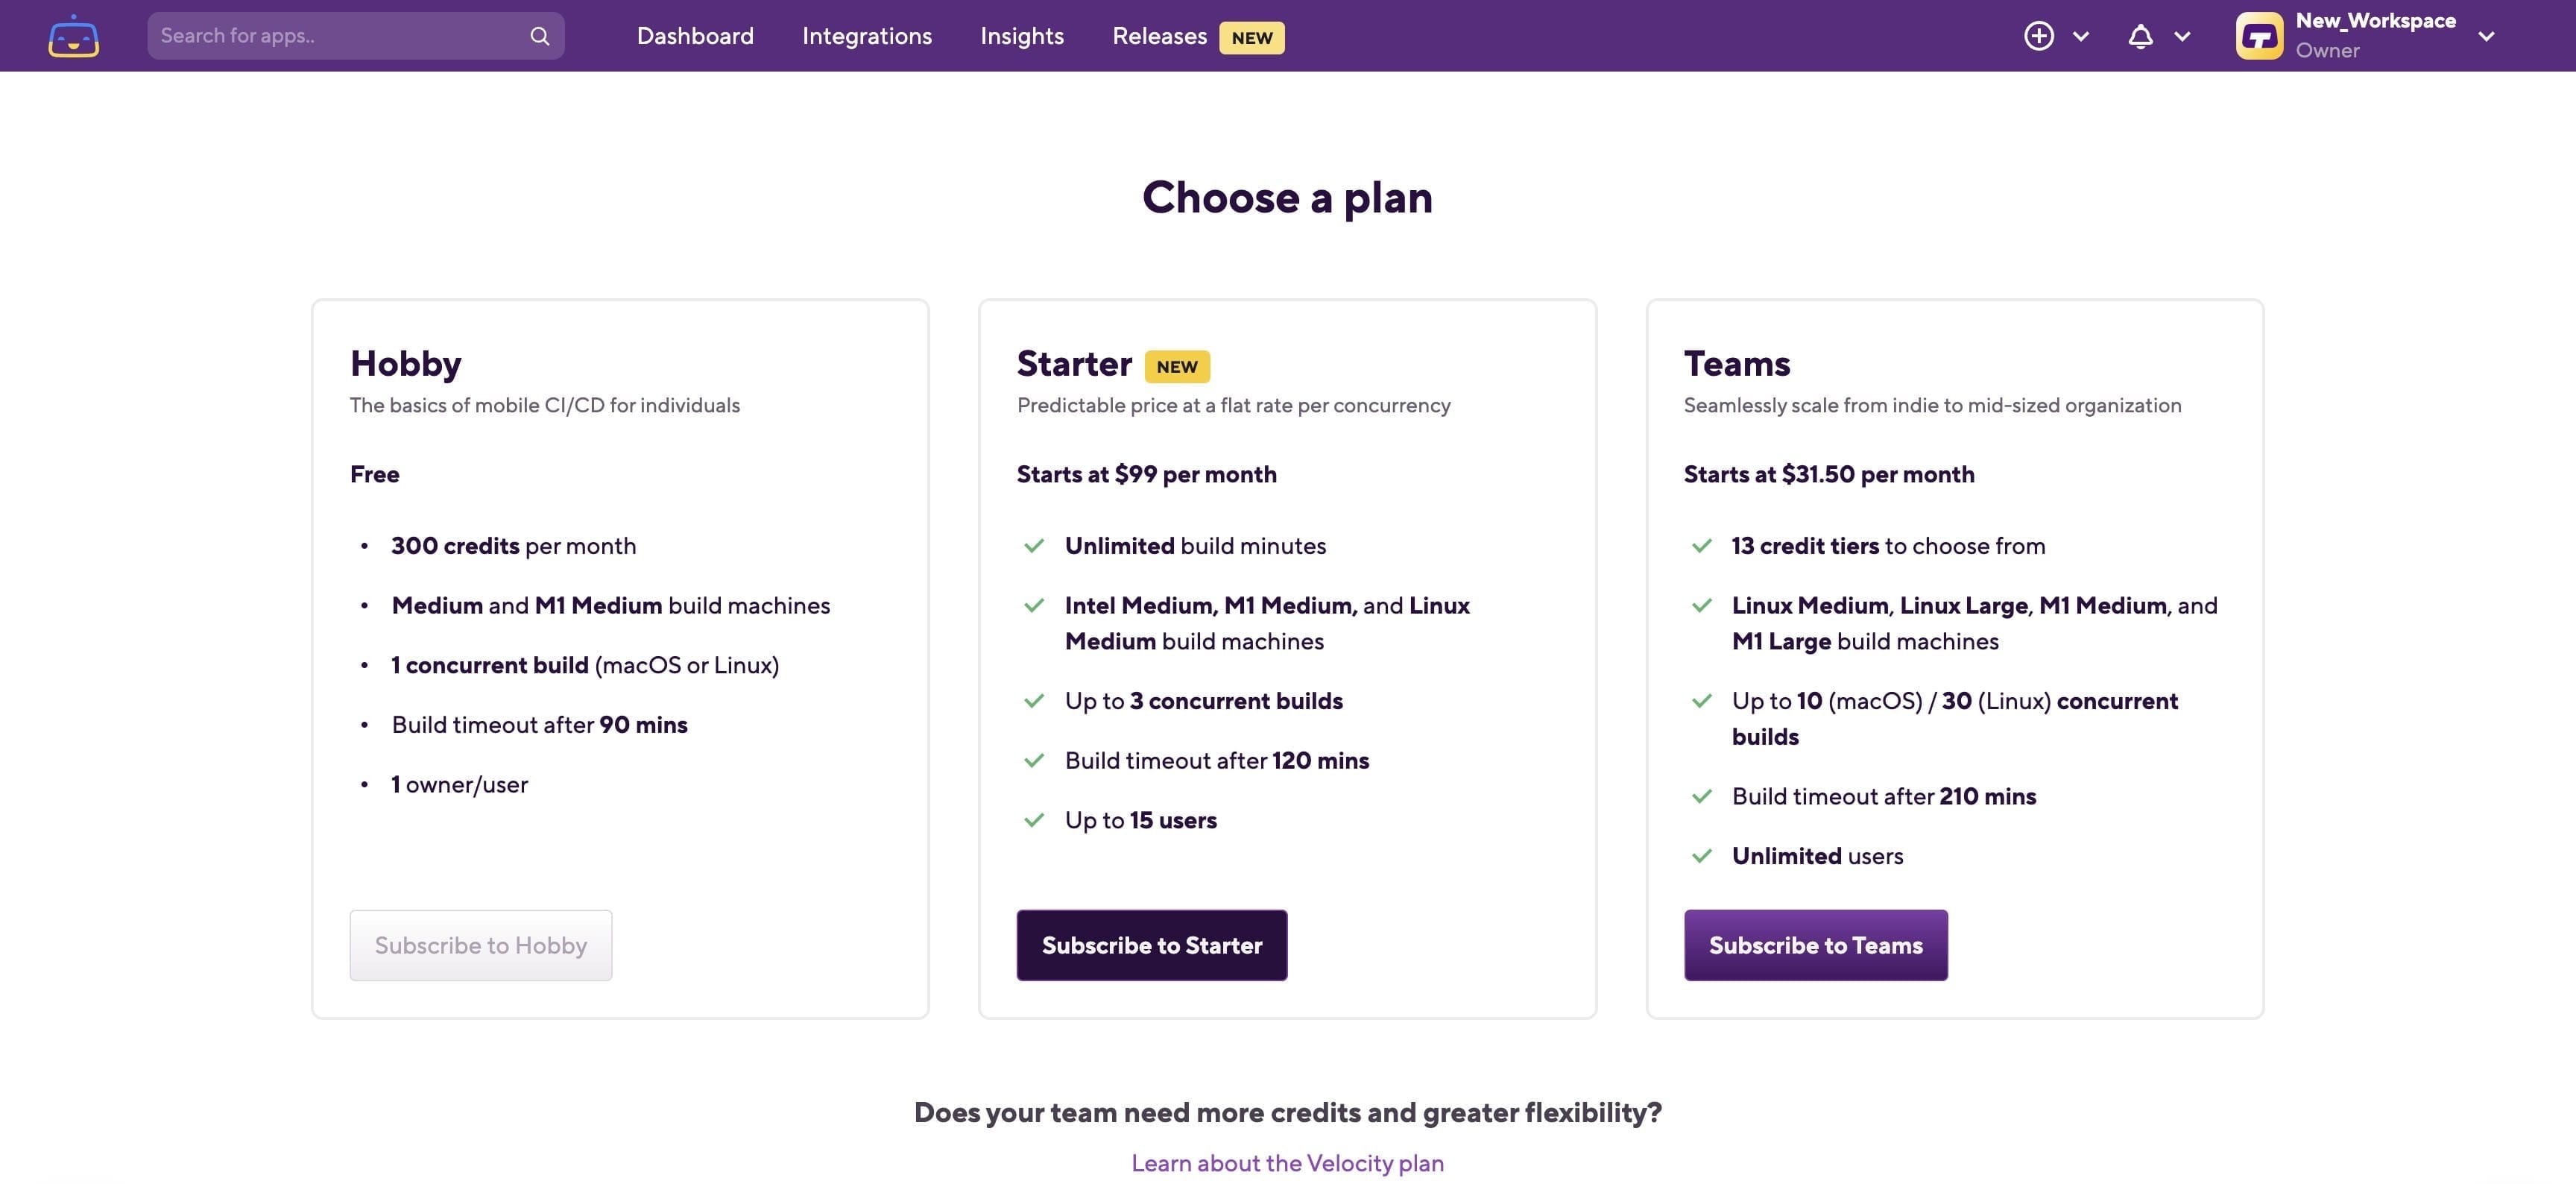 Search for apps..
Dashboard
Integrations
Insights
Releases
NEW
New_Workspace
Owner
Choose a plan
Hobby
The basics of mobile CI/CD for individuals
Free
• 300 credits per month
• Medium and M1 Medium build machines
• 1 concurrent build (macOS or Linux)
• Build timeout after 90 mins
• 1 owner/user
Subscribe to Hobby
Starter
NEW
Predictable price at a flat rate per concurrency
Starts at $99 per month
Unlimited build minutes
Intel Medium, M1 Medium, and Linux
Medium build machines
Up to 3 concurrent builds
Build timeout after 120 mins
Up to 15 users
Subscribe to Starter
Teams
Seamlessly scale from indie to mid-sized organization
Starts at $31.50 per month
13 credit tiers to choose from
Linux Medium, Linux Large, M1 Medium, and
M1 Large build machines
Up to 10 (macOS) / 30 (Linux) concurrent
builds
Build timeout after 210 mins
Unlimited users
Subscribe to Teams
Does your team need more credits and greater flexibility?
Learn about the Velocity plan